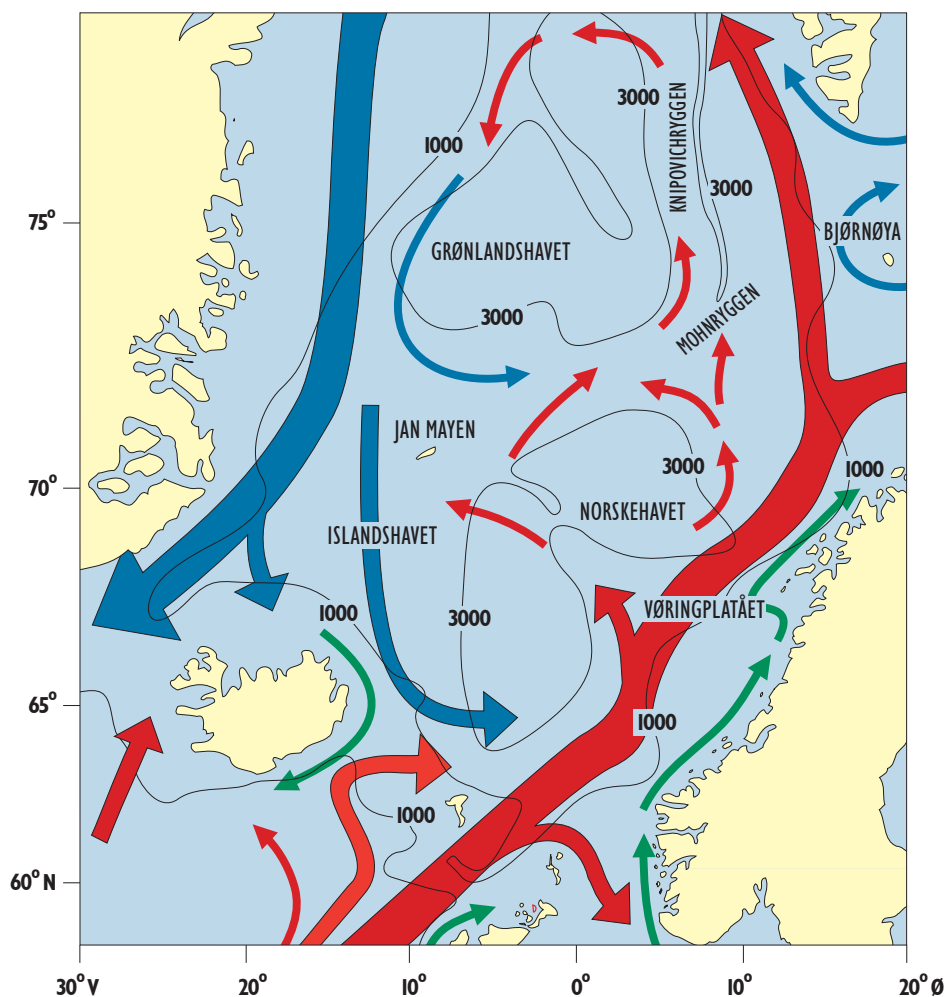 3000
KNIPOVICHRYGGEN
1000
3000
75°
BJØRNØYA
GRØNLANDSHAVET
3000
MOHNRYGGEN
JAN MAYEN
3000
1000
70°
NORSKEHAVET
ISLANDSHAVET
1000
3000
VØRINGPLATÅET
65°
1000
1000
60° N
30° V
20°
10°
0°
10°
20° Ø